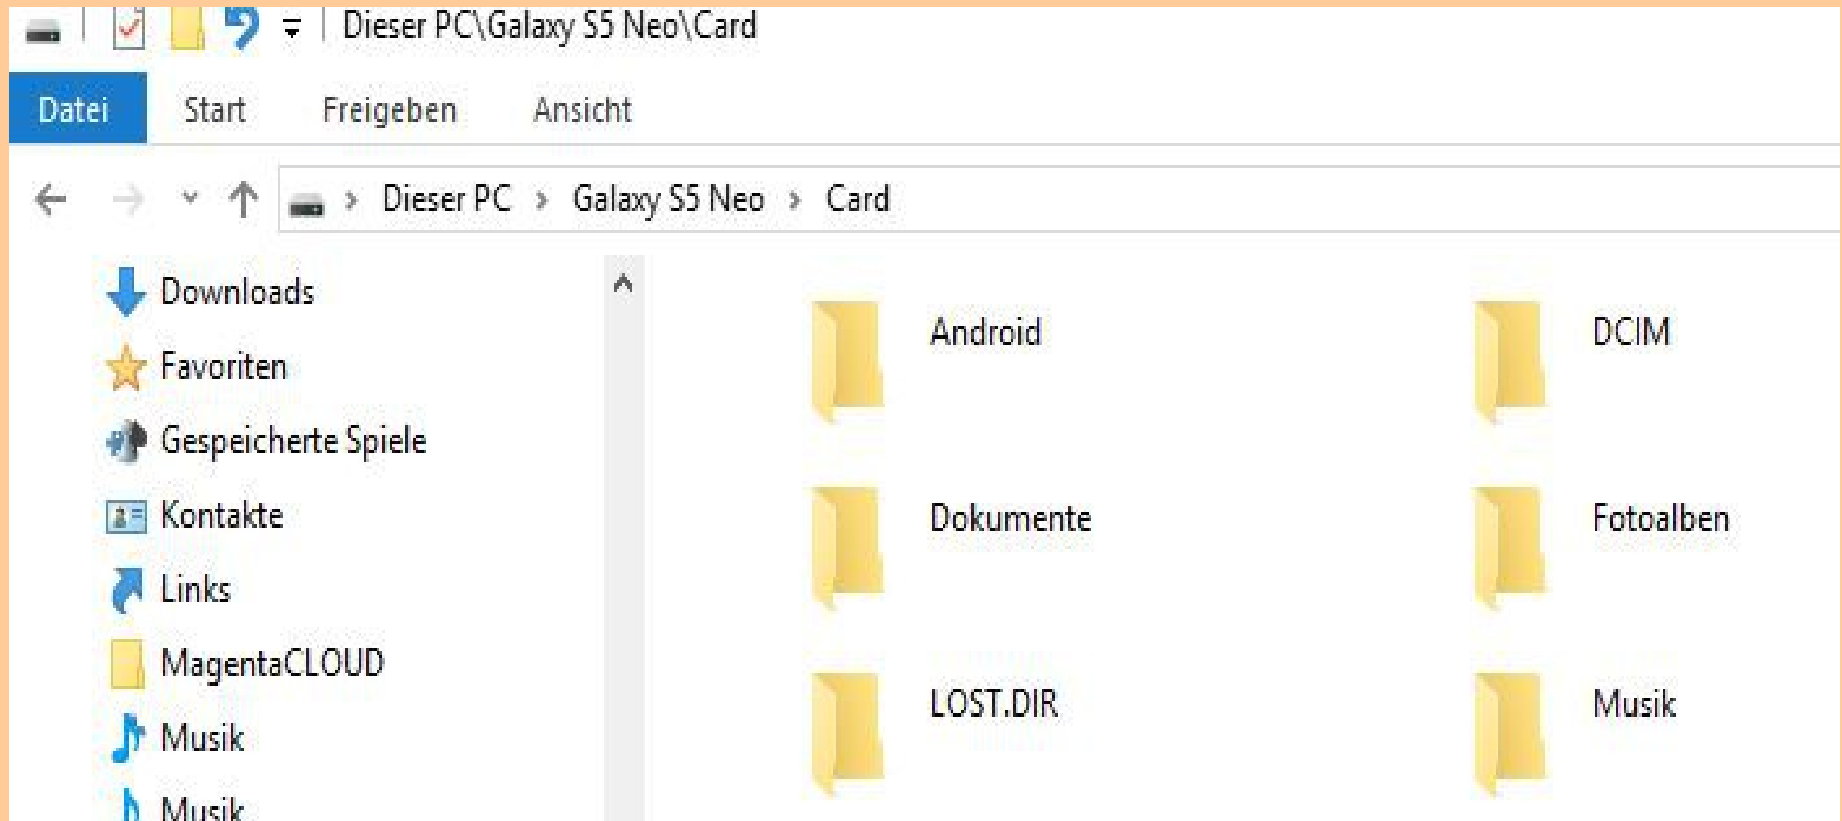 Dieser PC\Galaxy S5 Neo\Card
Datei Start Freigeben Ansicht
Dieser PC Galaxy S5 Neo Card
Downloads
Favoriten
Gespeicherte Spiele
Kontakte
Links
MagentaCLOUD
Musik
Musik
Android DCIM
Dokumente Fotoalben
LOST.DIR Musik